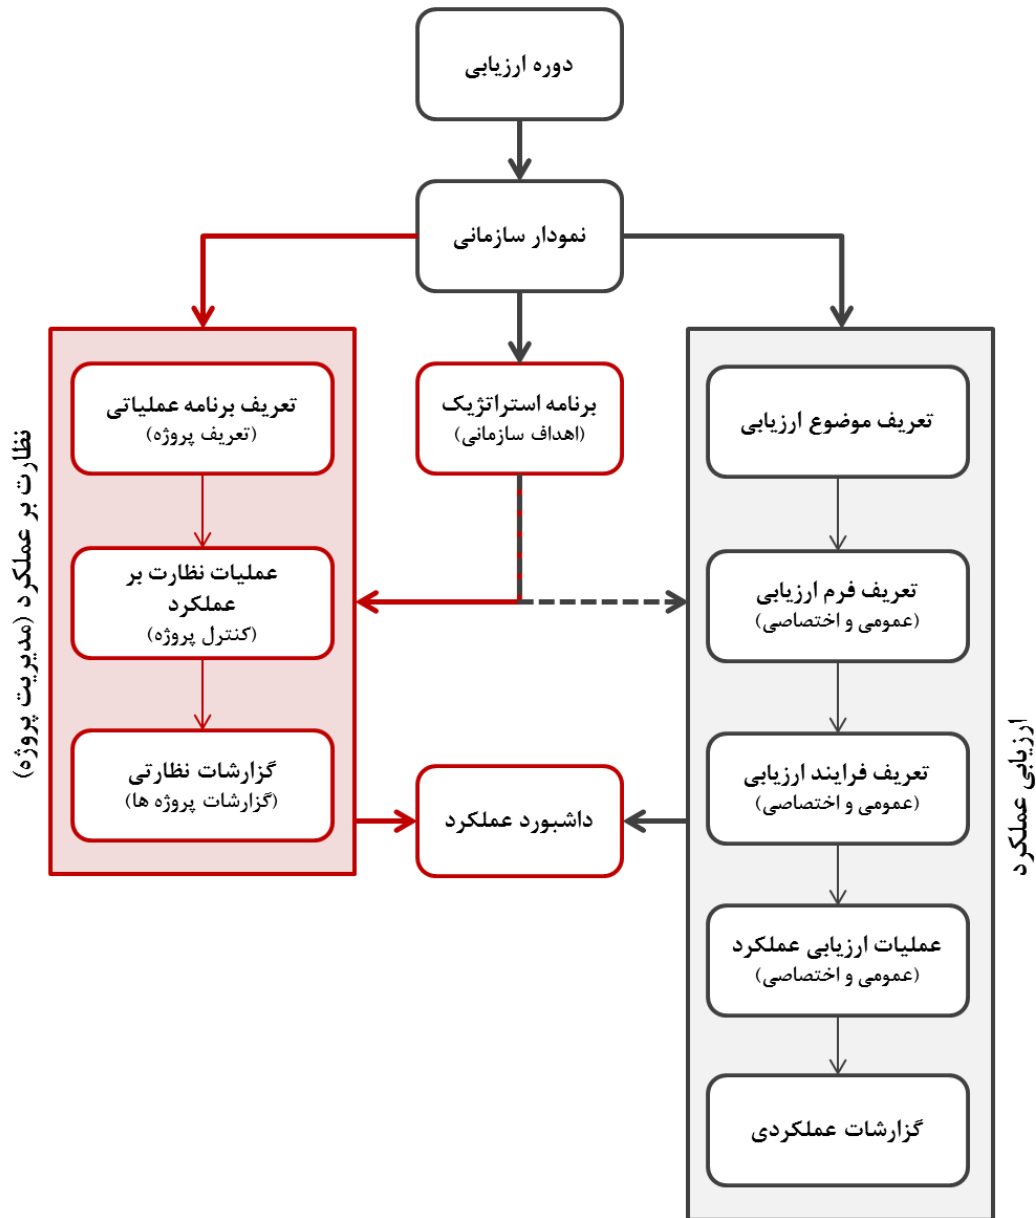 دوره ارزیابی
نمودار سازمانی
برنامه استراتژیک
(اهداف سازمانی)
ارزیابی عملکرد
تعریف موضوع ارزیابی
تعریف فرم ارزیابی
(عمومی و اختصاصی)
تعریف فرایند ارزیابی
(عمومی و اختصاصی)
عملیات ارزیابی عملکرد
(عمومی و اختصاصی)
گزارشات عملکردی
نظارت بر عملکرد (مدیریت پروژه)
تعریف برنامه عملیاتی
(تعریف پروژه)
عملیات نظارت بر
عملکرد
(کنترل پروژه)
گزارشات نظارتی
(گزارشات پروژه ها)
داشبورد عملکرد